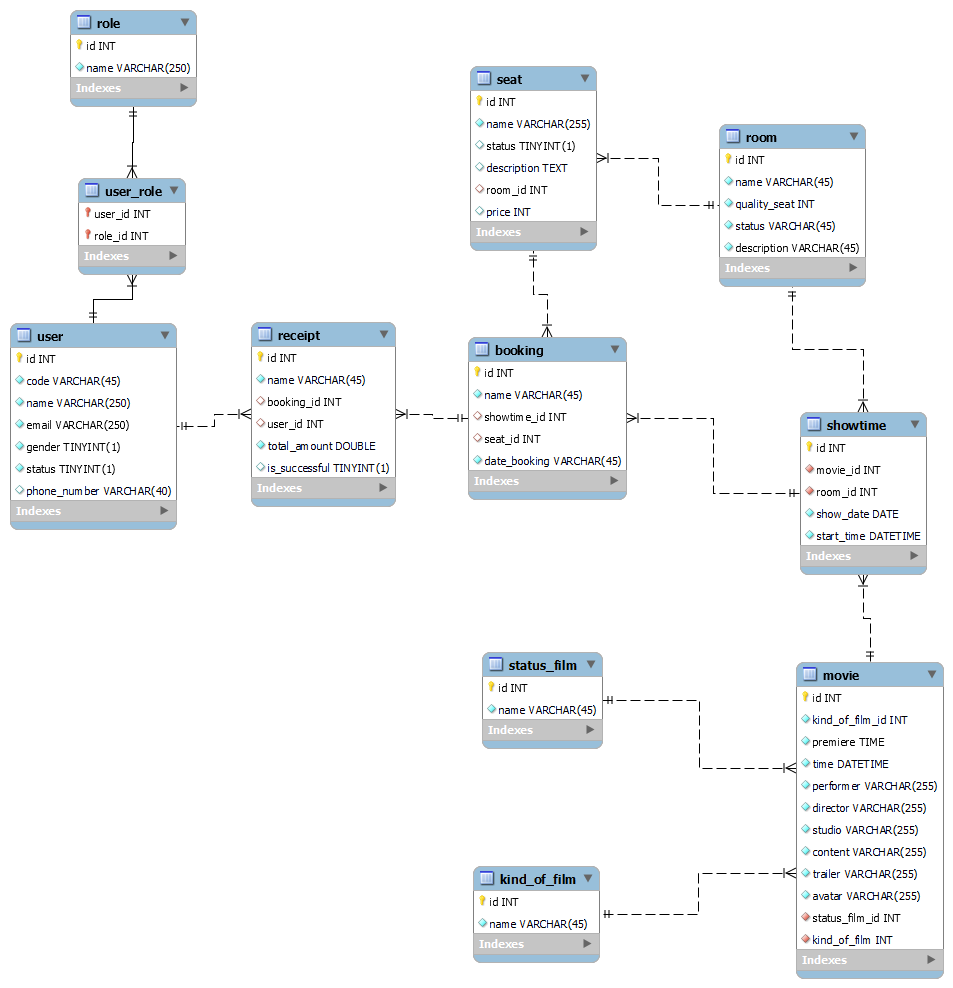 role
id INT
name VARCHAR(250)
Indexes
user_role
user_id INT
role_id INT
Indexes
user
id INT
code VARCHAR(45)
name VARCHAR(250)
email VARCHAR(250)
gender TINYINT(1)
status TINYINT(1)
phone_number VARCHAR(40)
Indexes
receipt
id INT
name VARCHAR(45)
booking_id INT
user_id INT
total_amount DOUBLE
is_successful TINYINT(1)
Indexes
seat
id INT
name VARCHAR(255)
status TINYINT(1)
description TEXT
room_id INT
price INT
Indexes
booking
id INT
name VARCHAR(45)
showtime_id INT
seat_id INT
date_booking VARCHAR(45)
Indexes
room
id INT
name VARCHAR(45)
quality_seat INT
status VARCHAR(45)
description VARCHAR(45)
Indexes
showtime
id INT
movie_id INT
room_id INT
show_date DATE
start_time DATETIME
Indexes
status_film
id INT
name VARCHAR(45)
Indexes
kind_of_film
id INT
name VARCHAR(45)
Indexes
movie
id INT
kind_of_film_id INT
premiere TIME
time DATETIME
performer VARCHAR(255)
director VARCHAR(255)
studio VARCHAR(255)
content VARCHAR(255)
trailer VARCHAR(255)
avatar VARCHAR(255)
status_film_id INT
kind_of_film INT
Indexes